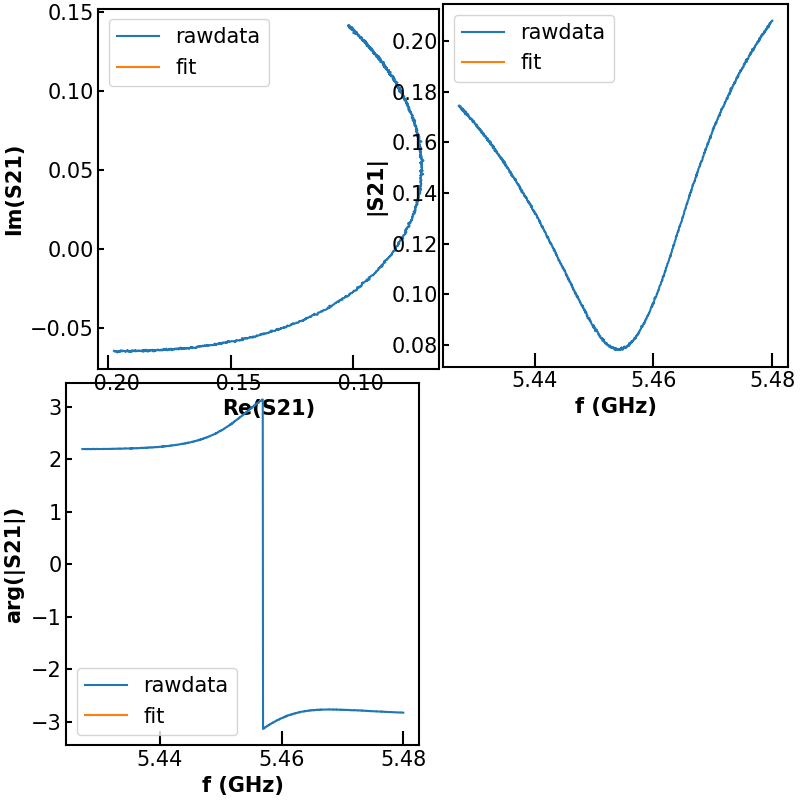 rawdata
fit
0.15
0.10
0.05
0.00
−0.05
Im(S21)
0.20
0.15
0.10
Re(S21)
rawdata
fit
0.20
0.18
0.16
0.14
0.12
0.10
0.08
|S21|
5.44
5.46
5.48
f (GHz)
3
2
1
0
−1
−2
−3
arg(|S21|)
rawdata
fit
5.44
5.46
5.48
f (GHz)